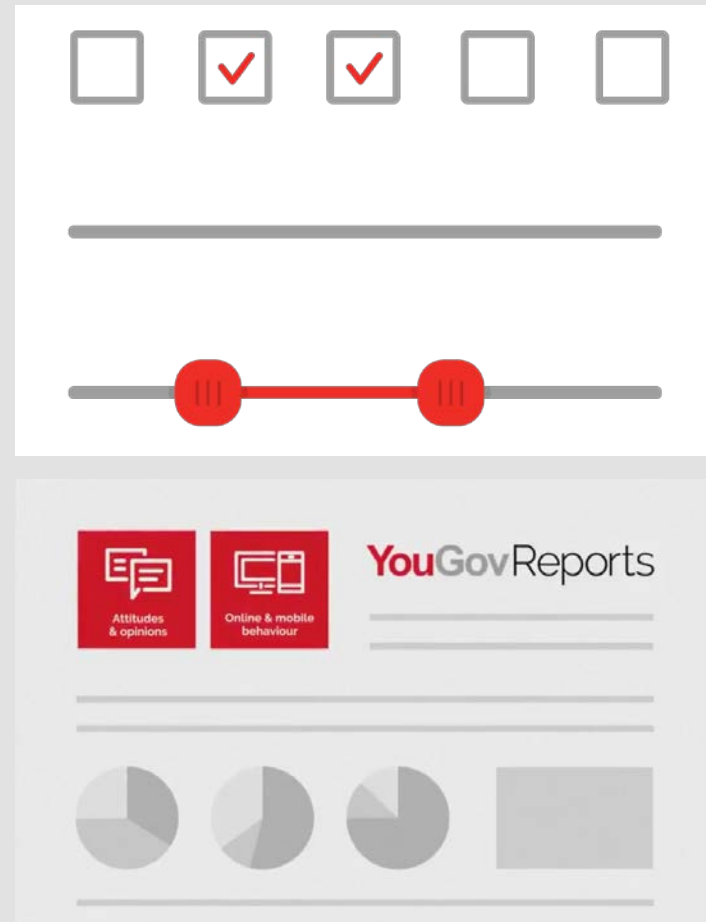 YouGovReports
Attitudes
& opinions
Online & mobile
behaviour